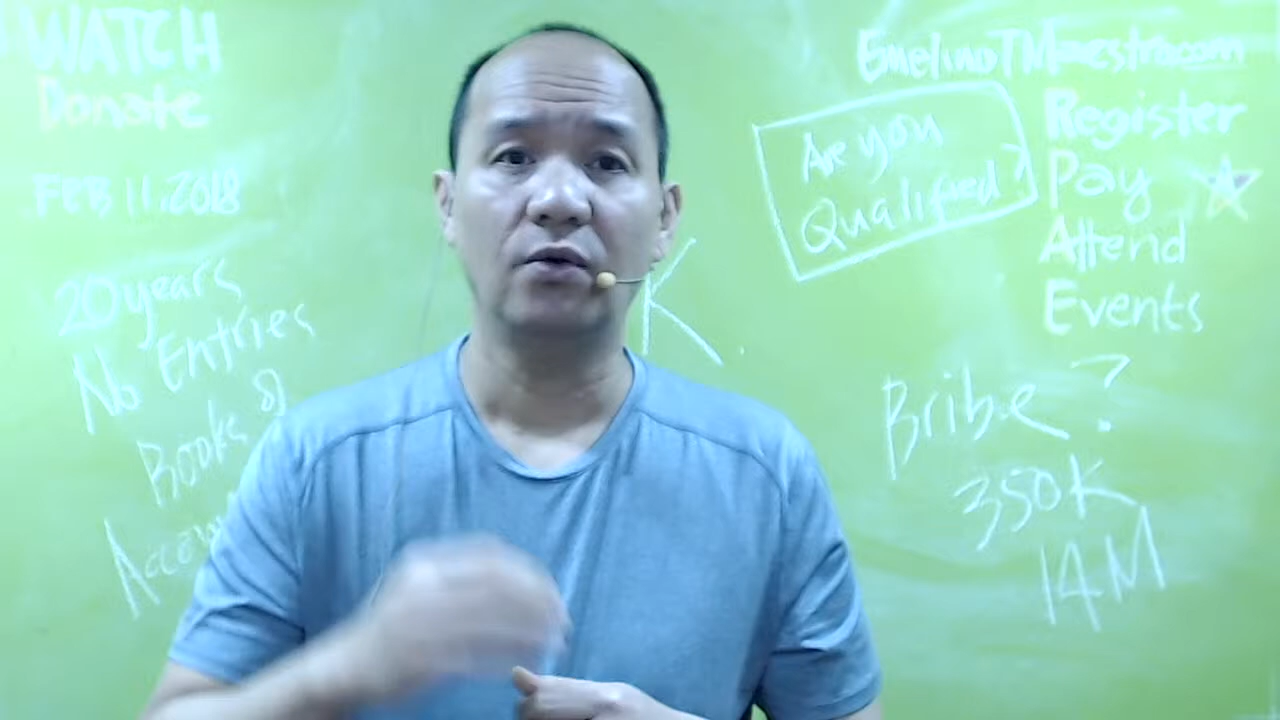 WATCH
Donate
FEB 11, 2018
20 years
No Entries
Books of
K.
EmelinoTMaestro.com
Are you
Qualified?
Register
Pay
Attend
Events
Bribe?
350K
14M